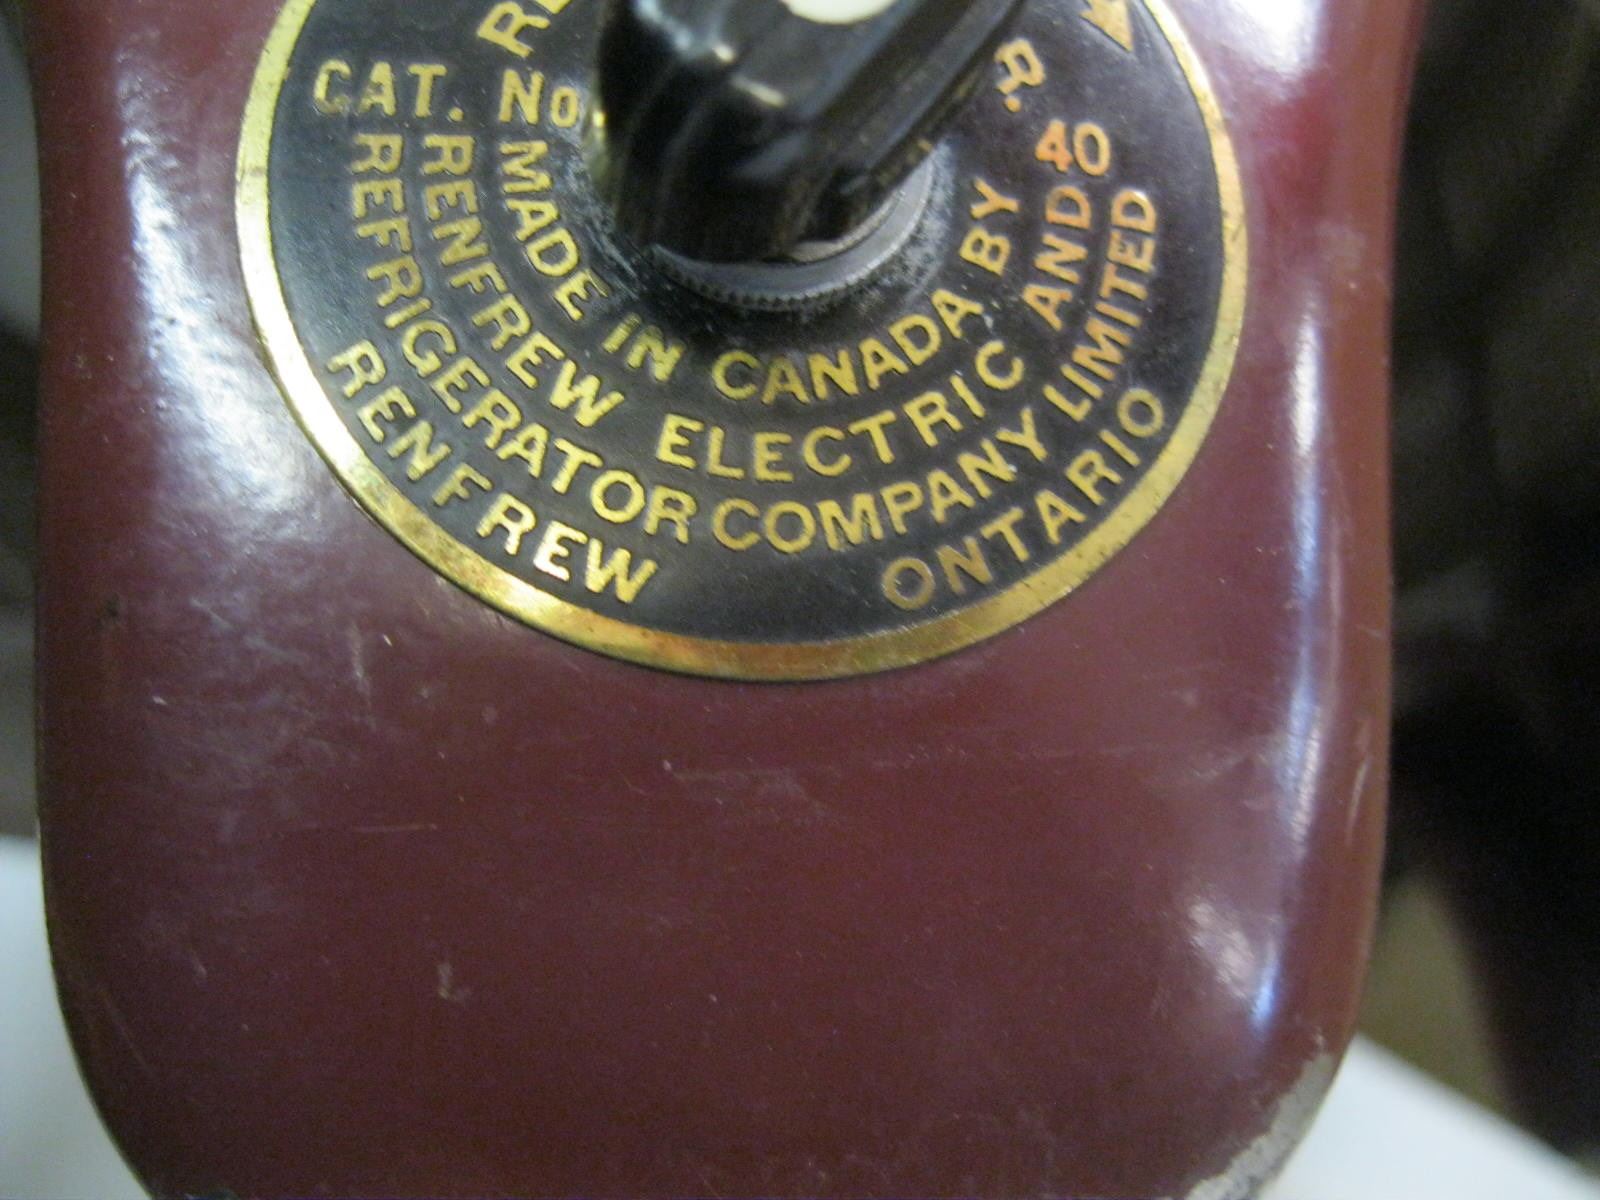 CAT. No 40
MADE IN CANADA BY
RENFREW ELECTRIC AND
REFRIGERATOR COMPANY LIMITED
RENFREW ONTARIO